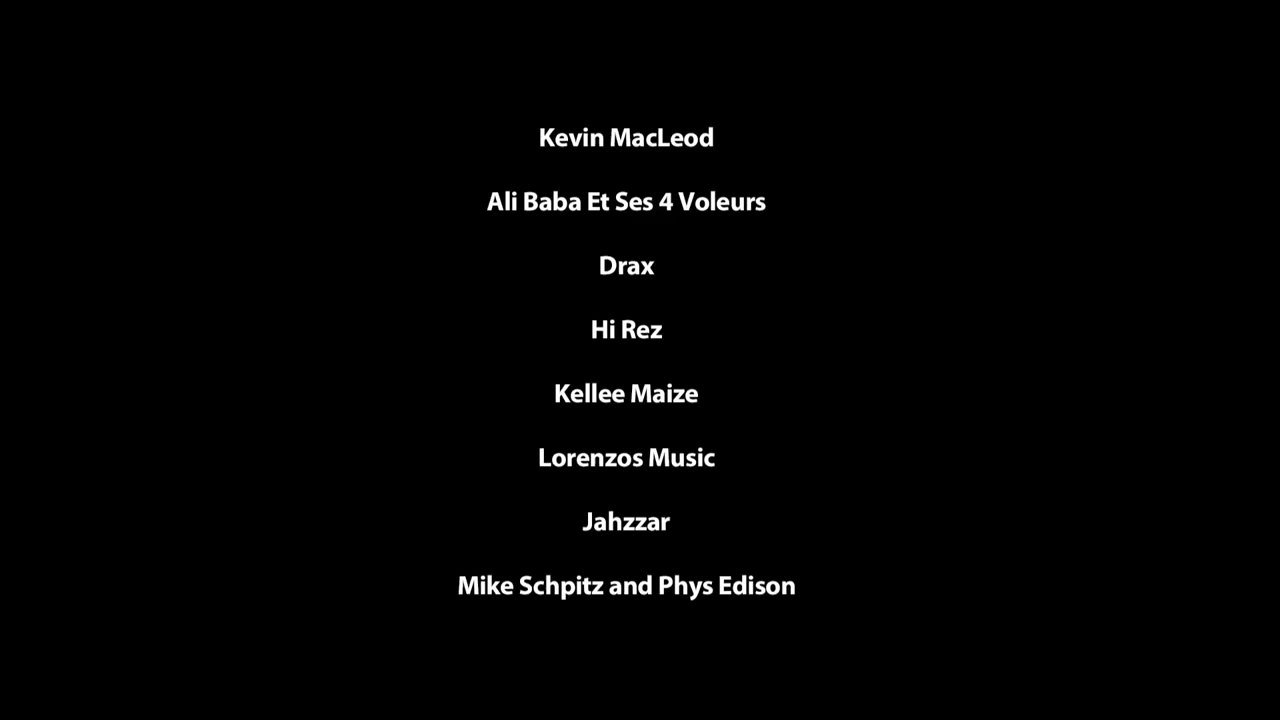 Kevin MacLeod
Ali Baba Et Ses 4 Voleurs
Drax
Hi Rez
Kellee Maize
Lorenzos Music
Jahzzar
Mike Schpitz and Phys Edison